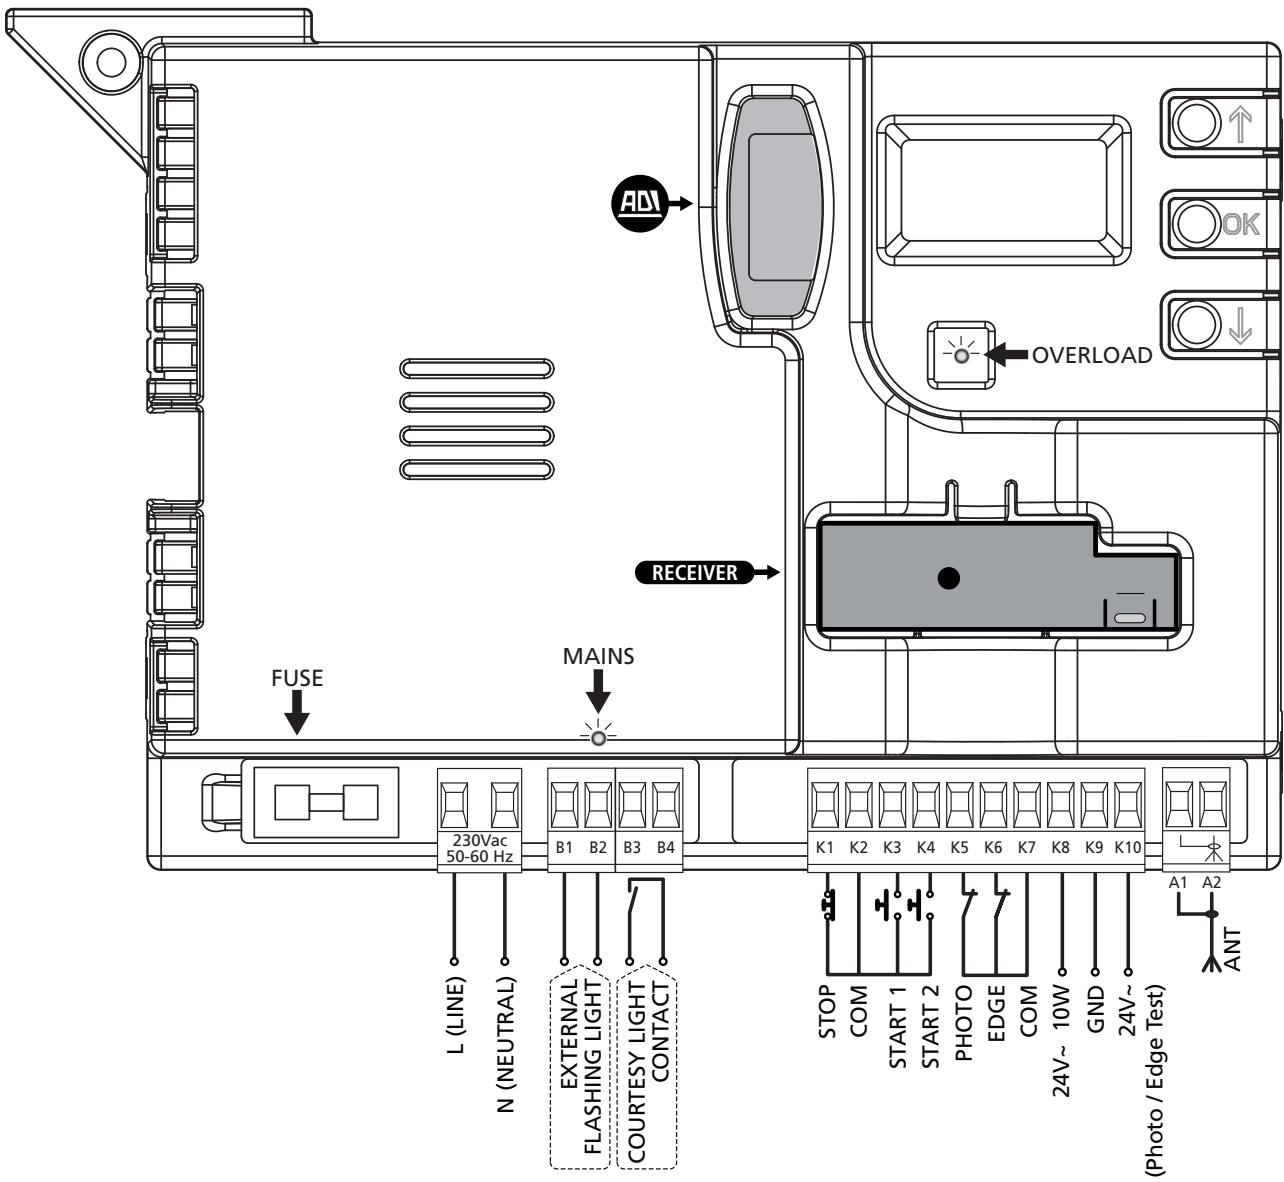 ADI
↑
OK
↓
OVERLOAD
RECEIVER
MAINS
FUSE
230Vac
50-60 Hz
B1 B2 B3 B4
K1 K2 K3 K4 K5 K6 K7 K8 K9 K10
A1 A2
L (LINE)
N (NEUTRAL)
EXTERNAL
FLASHING LIGHT
COURTESY LIGHT
CONTACT
STOP
COM
START 1
START 2
PHOTO
EDGE
COM
24V~ 10W
GND
24V~
(Photo / Edge Test)
ANT